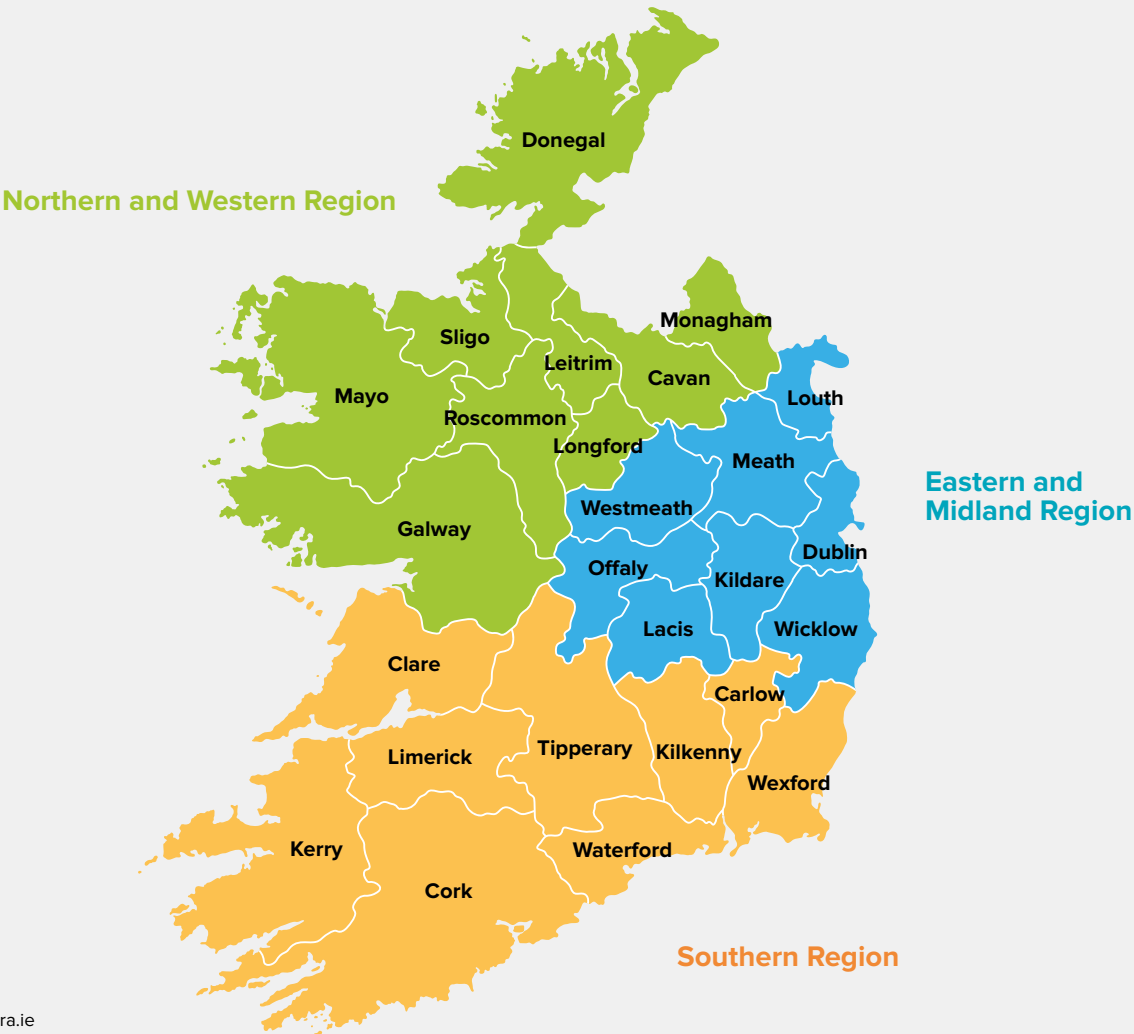 Donegal
Northern and Western Region
Monagham
Sligo
Leitrim
Cavan
Mayo
Louth
Roscommon
Longford
Meath
Eastern and
Midland Region
Westmeath
Galway
Dublin
Offaly
Kildare
Lacis
Wicklow
Clare
Carlow
Tipperary
Kilkenny
Limerick
Wexford
Kerry
Waterford
Cork
Southern Region
ra.ie